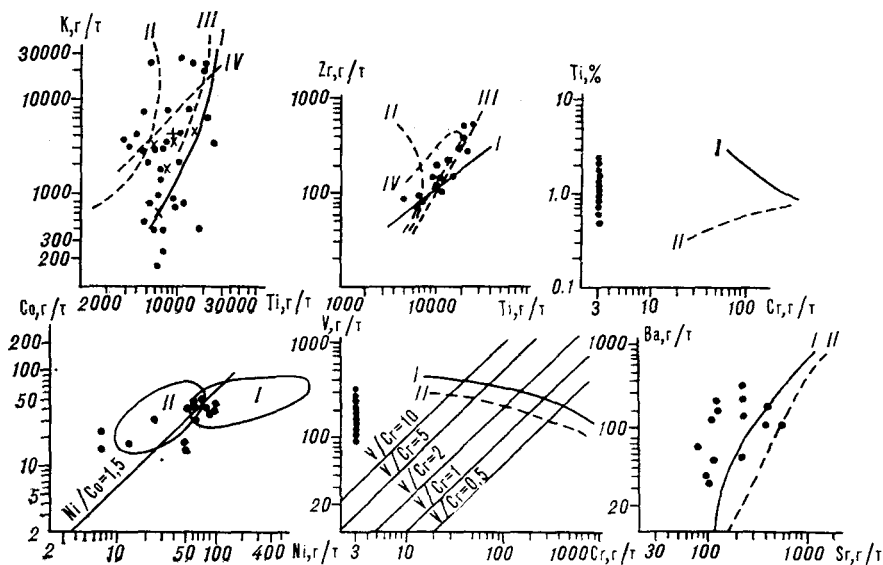 K,г/т
II
III
I
30000
IV
10000
1000
300
200
2000
10000
30000
Ti,г/т
Zr,г/т
1000
II
III
I
IV
100
1000
10000
Ti,г/т
Ti,%
10
I
1.0
II
0.1
3
10
100
Cr,г/т
Co,г/т
200
100
50
10
5
2
II
I
Ni/Co=1,5
2
10
50
100
400
Ni,г/т
V,г/т
1000
I
II
100
20
V/Cr=10
V/Cr=5
V/Cr=2
V/Cr=1
V/Cr=0,5
3
10
100
1000
Cr,г/т
Ba,г/т
1000
I
II
100
20
30
100
1000
Sr,г/т